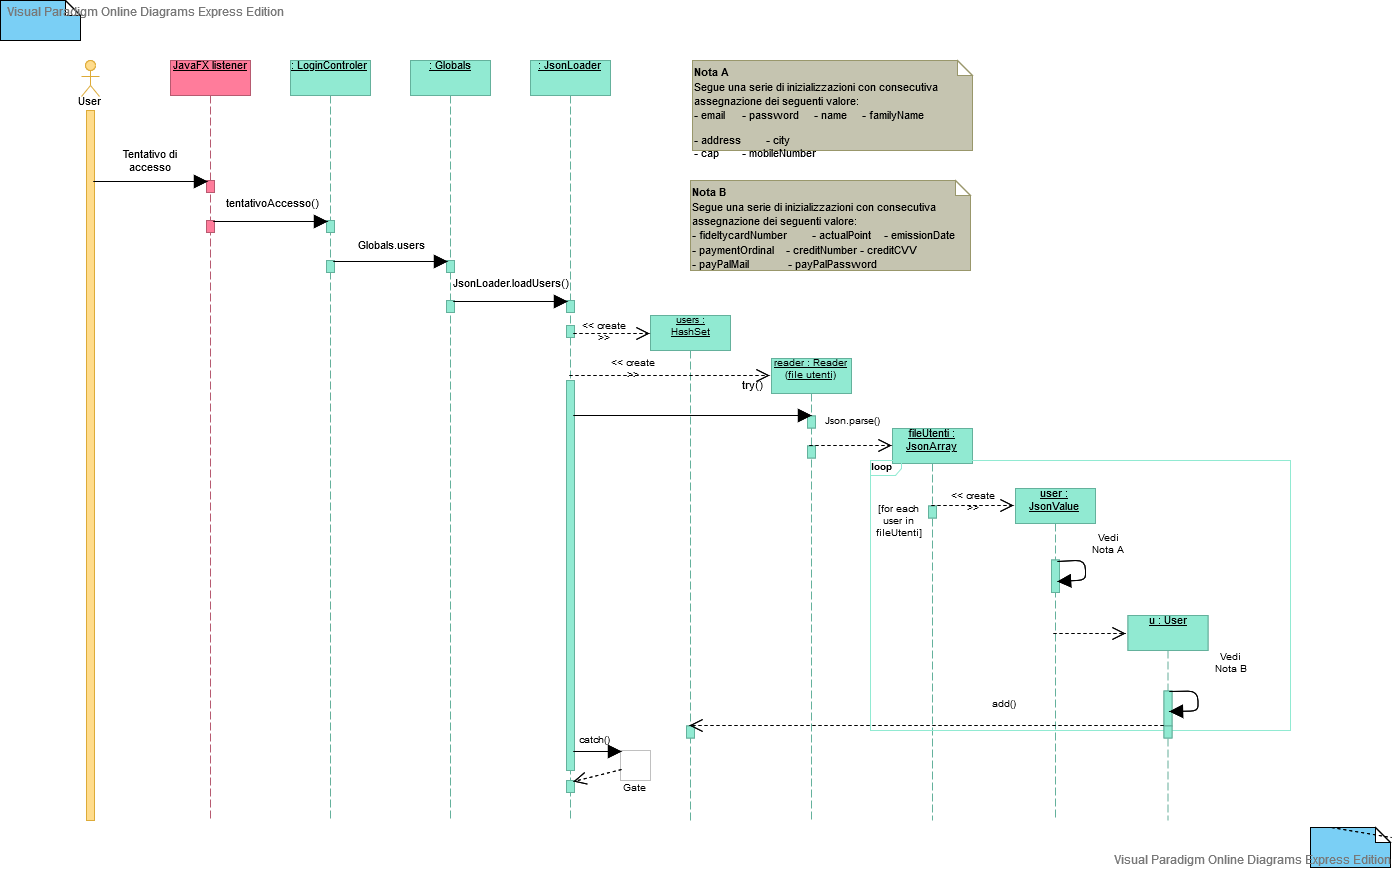 Visual Paradigm Online Diagrams Express Edition
User
JavaFX listener
: LoginControler
: Globals
: JsonLoader
Nota A
Segue una serie di inizializzazioni con consecutiva
assegnazione dei seguenti valore:
- email - password - name - familyName
- address - city
- cap - mobileNumber
Tentativo di
accesso
tentativoAccesso()
Nota B
Segue una serie di inizializzazioni con consecutiva
assegnazione dei seguenti valore:
- fideltycardNumber - actualPoint - emissionDate
- paymentOrdinal - creditNumber - creditCVV
- payPalMail - payPalPassword
Globals.users
JsonLoader.loadUsers()
<< create
>>
users :
HashSet
<< create
>>
reader : Reader
(file utenti)
try()
Json.parse()
fileUtenti :
JsonArray
loop
[for each
user in
fileUtenti]
<< create
>>
user :
JsonValue
Vedi
Nota A
u : User
Vedi
Nota B
add()
catch()
Gate
Visual Paradigm Online Diagrams Express Edition